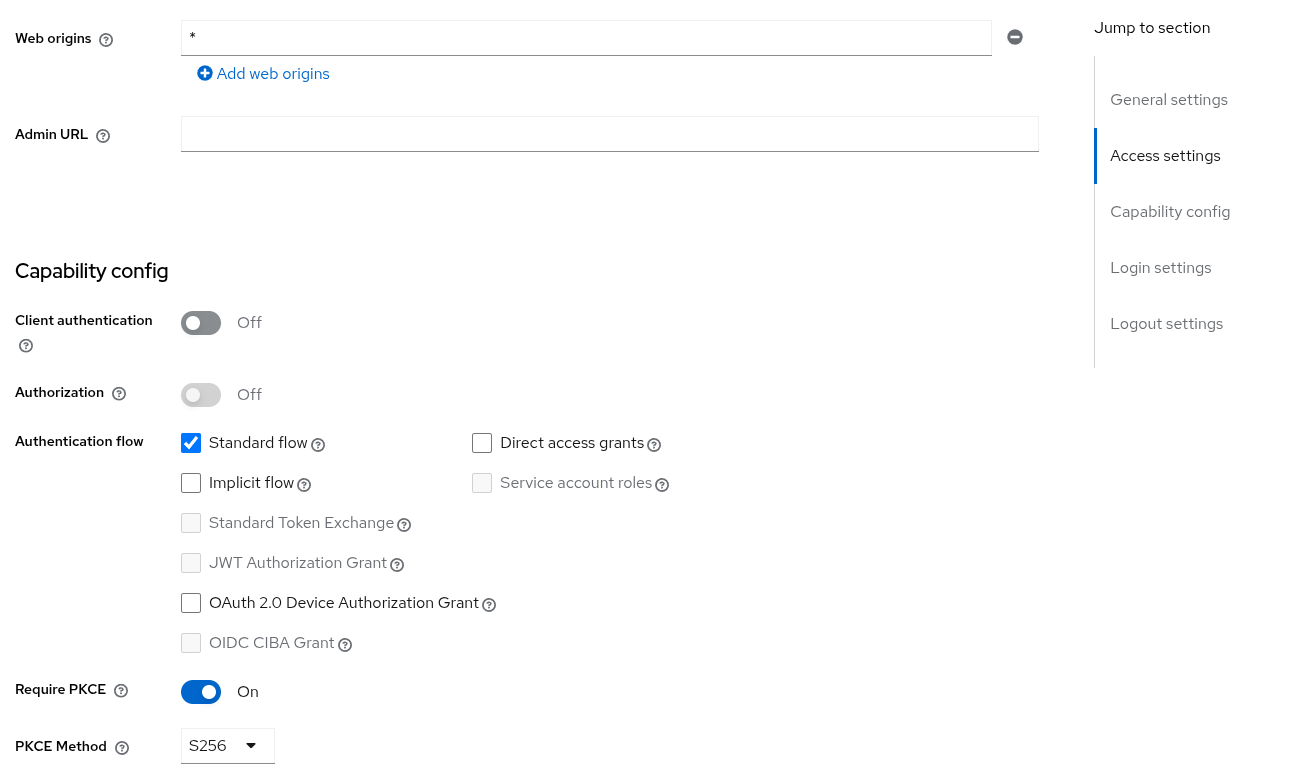 Web origins
*
Add web origins
Admin URL
Capability config
Client authentication
Off
Authorization
Off
Authentication flow
Standard flow
Direct access grants
Implicit flow
Service account roles
Standard Token Exchange
JWT Authorization Grant
OAuth 2.0 Device Authorization Grant
OIDC CIBA Grant
Require PKCE
On
PKCE Method
S256
Jump to section
General settings
Access settings
Capability config
Login settings
Logout settings